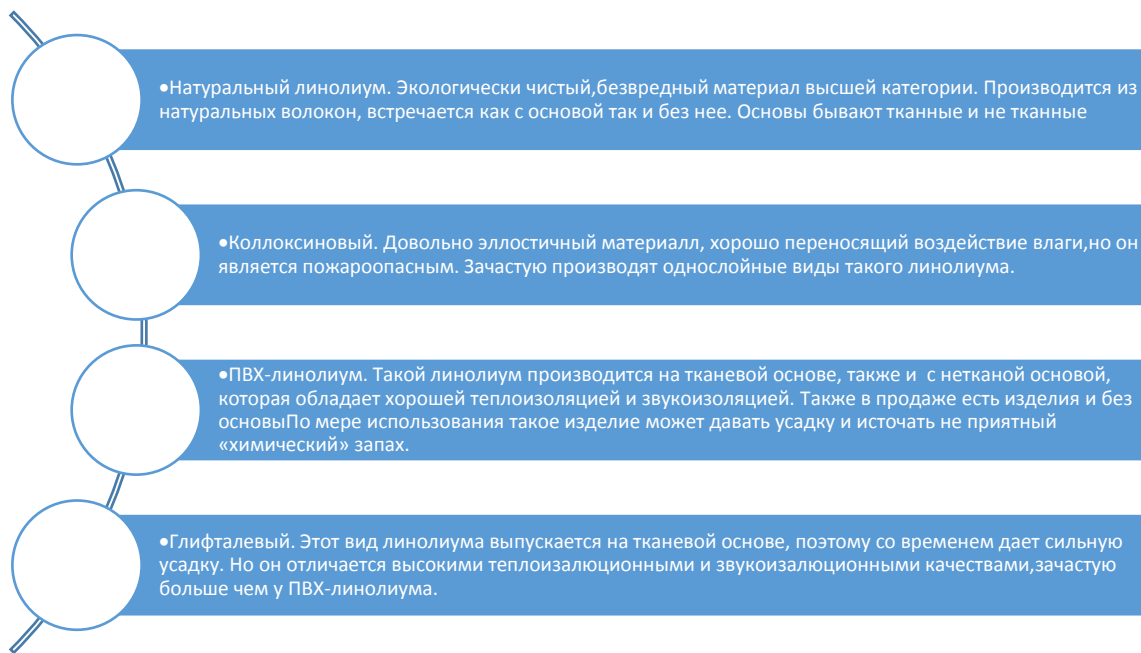 •Натуральный линолиум. Экологически чистый,безвредный материал высшей категории. Производится из
натуральных волокон, встречается как с основой так и без нее. Основы бывают тканные и не тканные
•Коллоксиновый. Довольно эллостичный материалл, хорошо переносящий воздействие влаги,но он
является пожароопасным. Зачастую производят однослойные виды такого линолиума.
•ПВХ-линолиум. Такой линолиум производится на тканевой основе, также и  с нетканой основой,
которая обладает хорошей теплоизоляцией и звукоизоляцией. Также в продаже есть изделия и без
основыПо мере использования такое изделие может давать усадку и источать не приятный
«химический» запах.
•Глифталевый. Этот вид линолиума выпускается на тканевой основе, поэтому со временем дает сильную
усадку. Но он отличается высокими теплоизалюционными и звукоизалюционными качествами,зачастую
больше чем у ПВХ-линолиума.